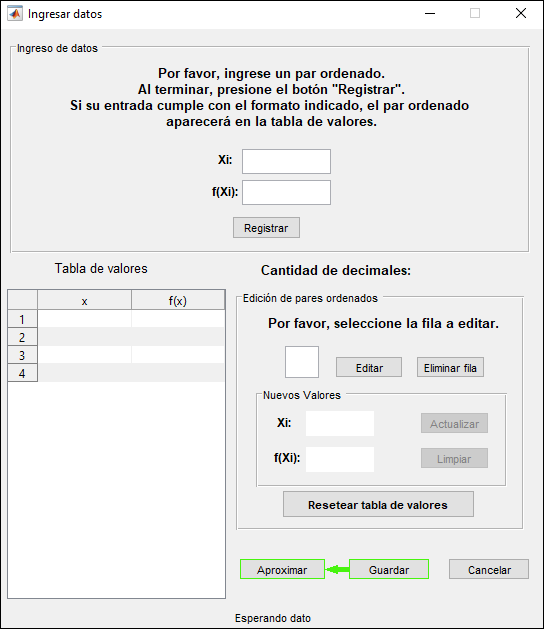 Ingresar datos
Ingreso de datos
Por favor, ingrese un par ordenado.
Al terminar, presione el botón "Registrar".
Si su entrada cumple con el formato indicado, el par ordenado
aparecerá en la tabla de valores.
Xi:
f(Xi):
Registrar
Tabla de valores
x f(x)
1
2
3
4
Cantidad de decimales:
Edición de pares ordenados
Por favor, seleccione la fila a editar.
Editar Eliminar fila
Nuevos Valores
Xi: Actualizar
f(Xi): Limpiar
Resetear tabla de valores
Aproximar Guardar Cancelar
Esperando dato